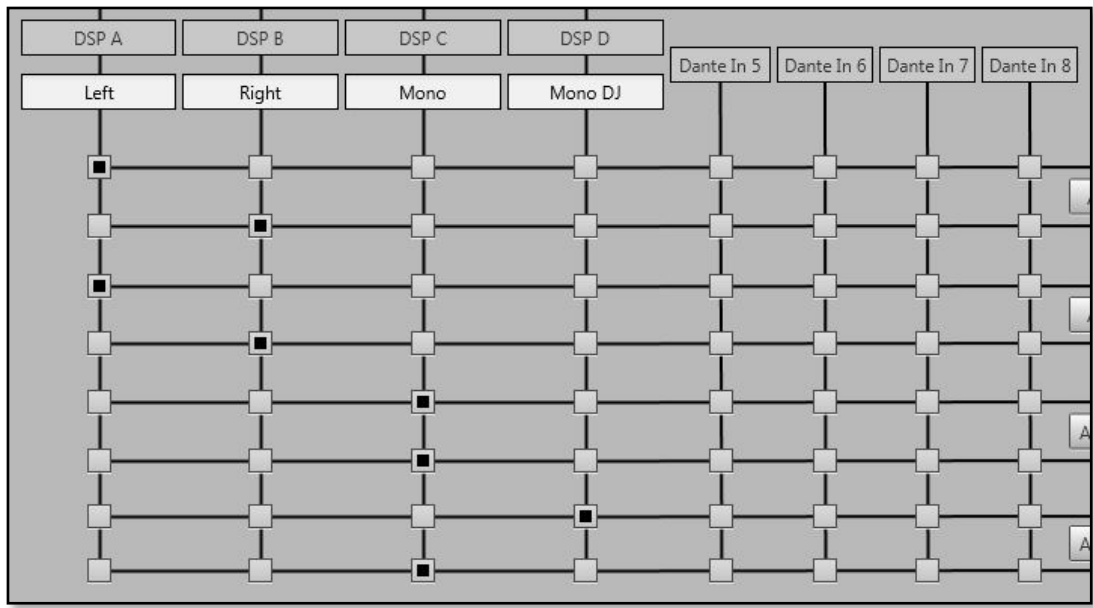 DSP A DSP B DSP C DSP D
Dante In 5 Dante In 6 Dante In 7 Dante In 8
Left Right Mono Mono DJ
A
A